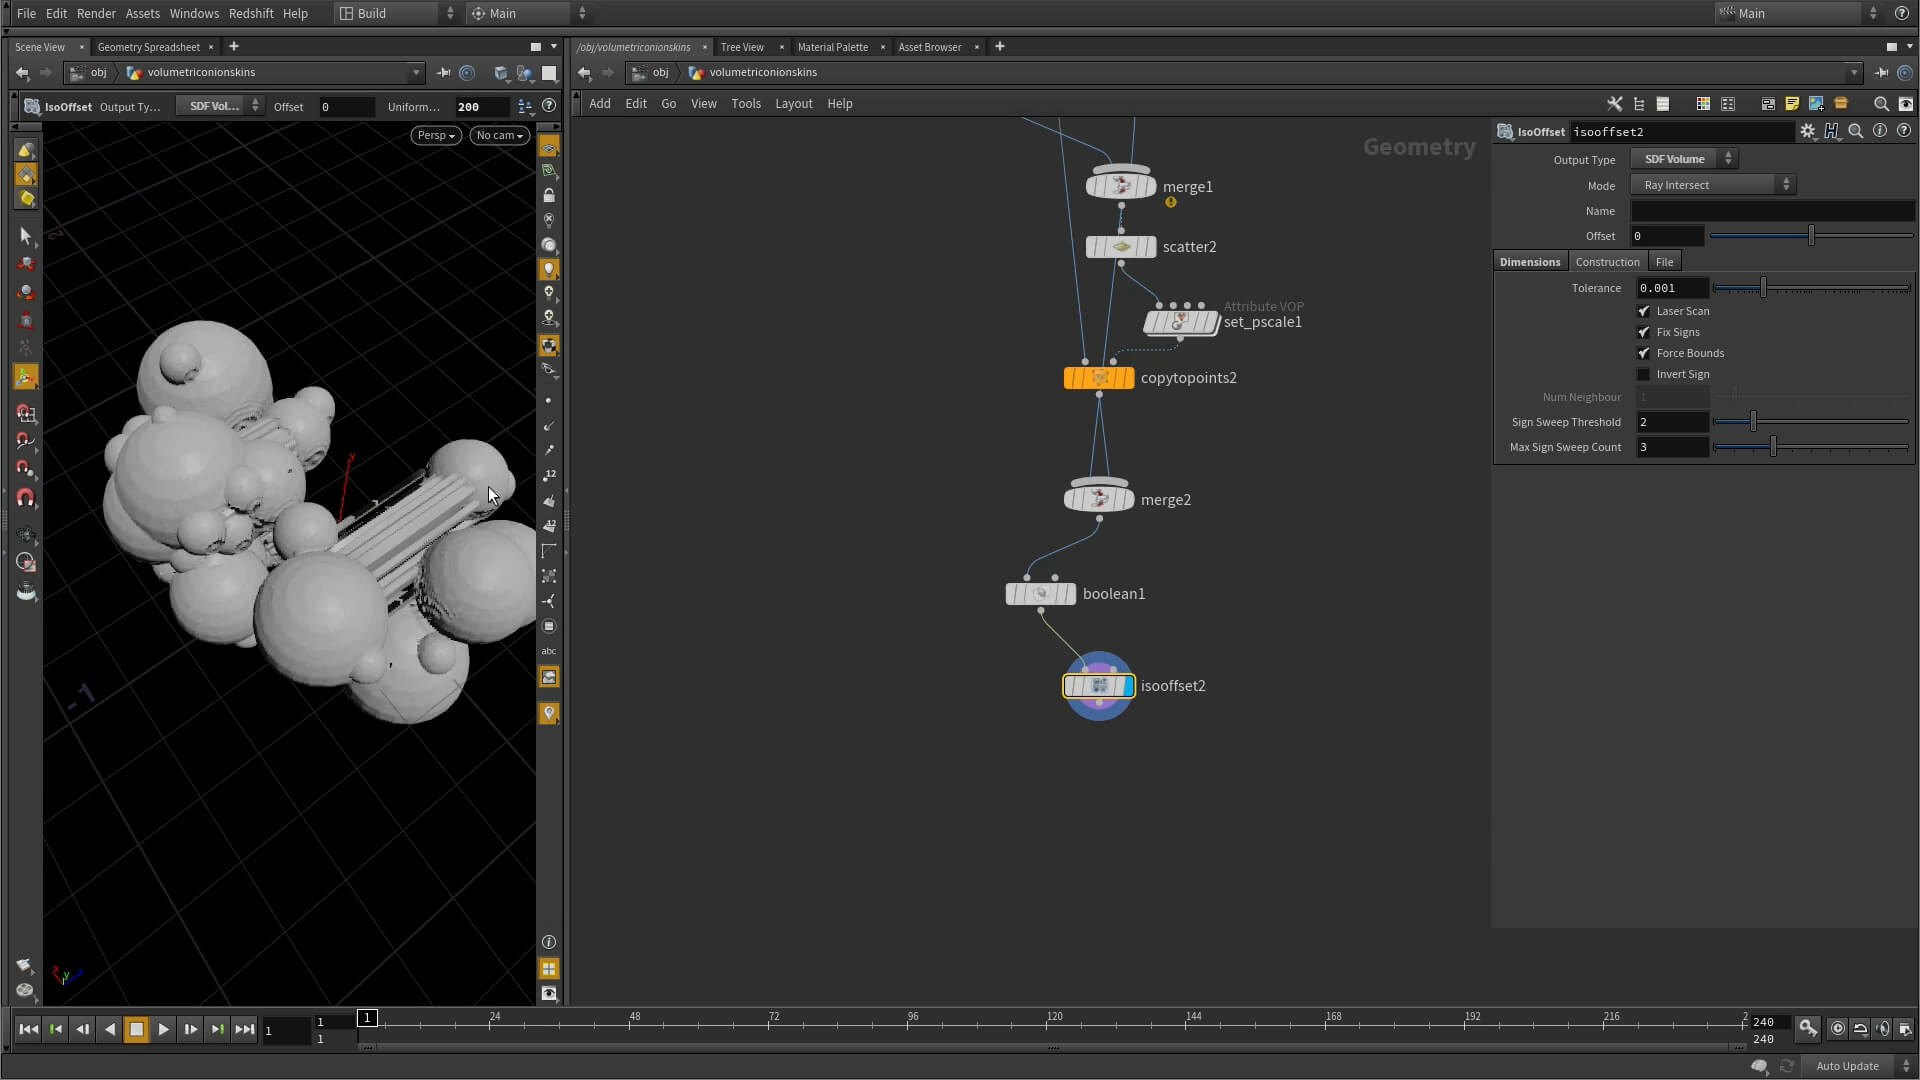 File Edit Render Assets Windows Redshift Help Build Main Main
Scene View Geometry Spreadsheet /obj/volumetriconionskins Tree View Material Palette Asset Browser
obj volumetriconionskins obj volumetriconionskins
IsoOffset Output Ty... SDF Vol... Offset 0 Uniform... 200
Add Edit Go View Tools Layout Help
Persp No cam
Geometry
IsoOffset isooffset2
Output Type SDF Volume
Mode Ray Intersect
Name
Offset 0
Dimensions Construction File
Tolerance 0.001
Laser Scan
Fix Signs
Force Bounds
Invert Sign
Num Neighbour 1
Sign Sweep Threshold 2
Max Sign Sweep Count 3
merge1
scatter2
Attribute VOP
set_pscale1
copytopoints2
merge2
boolean1
isooffset2
y
-1
12
12
abc
x y z
1 1 1 24 48 72 96 120 144 168 192 216 2 240
1 240
Auto Update